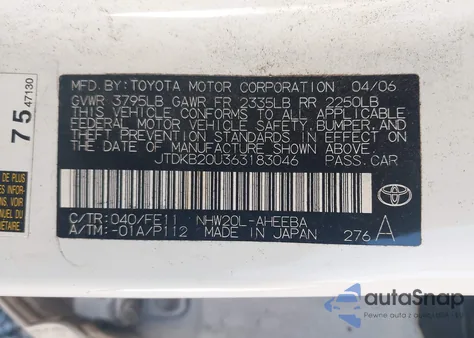 MFD. BY: TOYOTA MOTOR CORPORATION 04/06
GVWR 3795LB GAWR FR 2335LB RR 2250LB
THIS VEHICLE CONFORMS TO ALL APPLICABLE
FEDERAL MOTOR VEHICLE SAFETY, BUMPER, AND
THEFT PREVENTION STANDARDS IN EFFECT ON
THE DATE OF MANUFACTURE SHOWN ABOVE.
JTDKB20U363183046 PASS. CAR
C/TR: 040/FE11 NHW20L-AHEEBA
A/TM: -01A/P112 MADE IN JAPAN 276 A
TOYOTA
75 47130
autoSnap